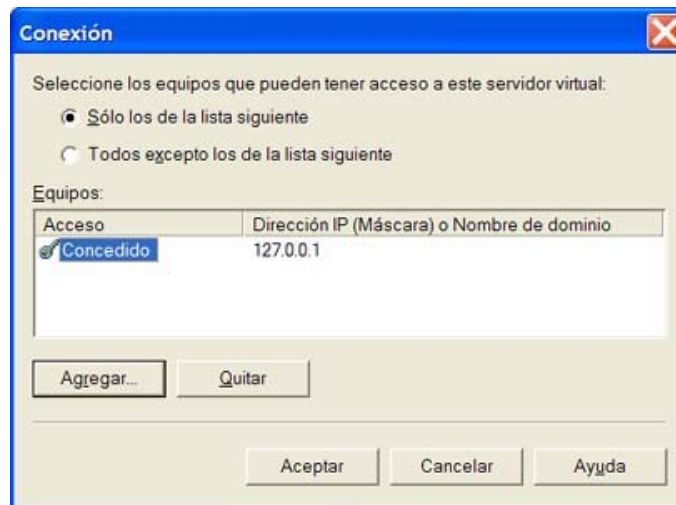 Conexión
Seleccione los equipos que pueden tener acceso a este servidor virtual:
Sólo los de la lista siguiente
Todos excepto los de la lista siguiente
Equipos:
Acceso Dirección IP (Máscara) o Nombre de dominio
Concedido 127.0.0.1
Agregar... Quitar
Aceptar Cancelar Ayuda